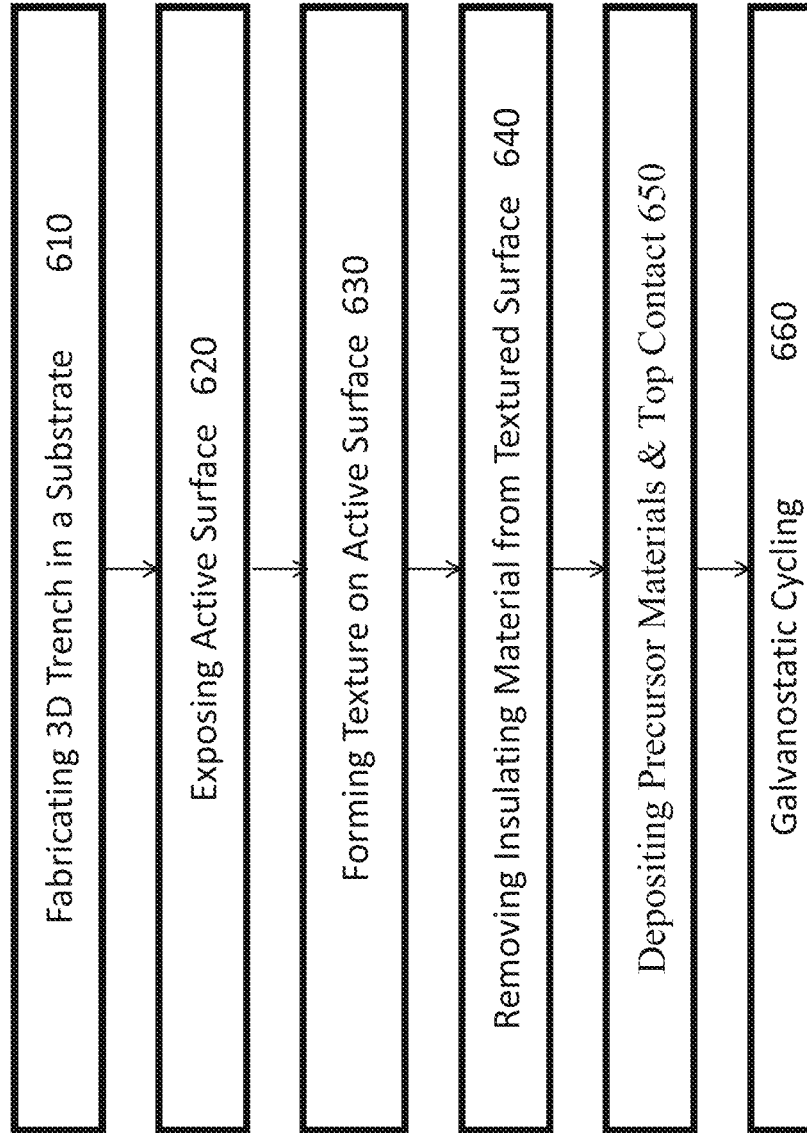 Fabricating 3D Trench in a Substrate 610
Exposing Active Surface 620
Forming Texture on Active Surface 630
Removing Insulating Material from Textured Surface 640
Depositing Precursor Materials & Top Contact 650
Galvanostatic Cycling 660